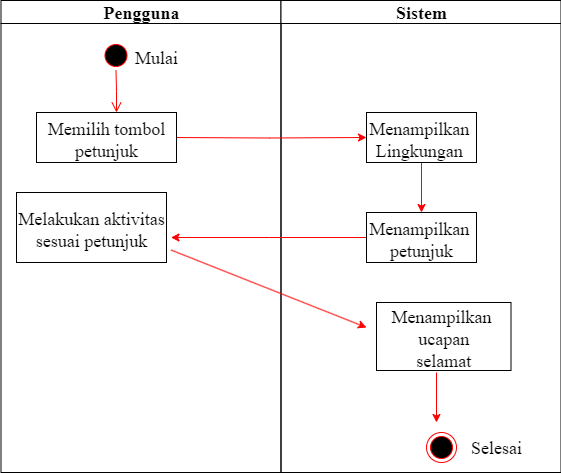 Pengguna
Sistem
Mulai
Memilih tombol
petunjuk
Menampilkan
Lingkungan
Melakukan aktivitas
sesuai petunjuk
Menampilkan
petunjuk
Menampilkan
ucapan
selamat
Selesai